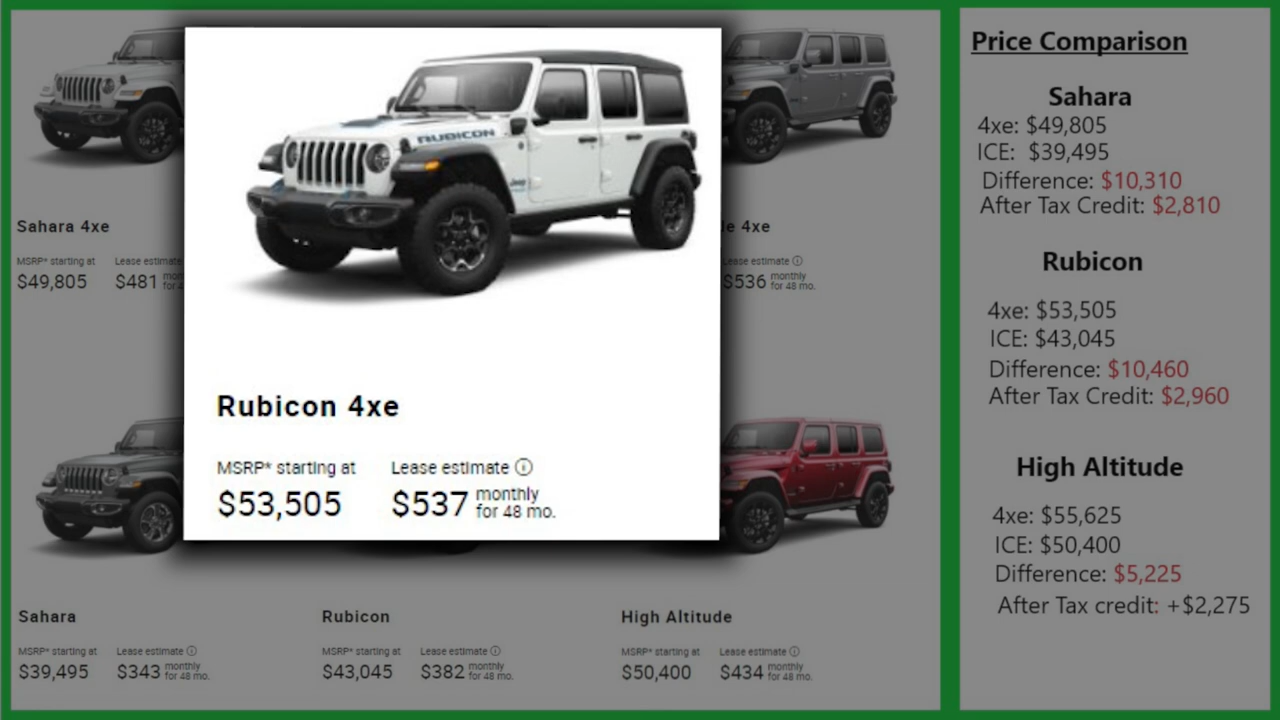 RUBICON
Jeep
Rubicon 4xe
MSRP* starting at
Lease estimate ⓘ
$53,505
$537 monthly
for 48 mo.
Sahara 4xe
MSRP* starting at
Lease estimate
$49,805
$481
4xe
Lease estimate ⓘ
$536 monthly
for 48 mo.
Sahara
MSRP* starting at
Lease estimate ⓘ
$39,495
$343 monthly
for 48 mo.
Rubicon
MSRP* starting at
Lease estimate ⓘ
$43,045
$382 monthly
for 48 mo.
High Altitude
MSRP* starting at
Lease estimate ⓘ
$50,400
$434 monthly
for 48 mo.
Price Comparison
Sahara
4xe: $49,805
ICE: $39,495
Difference: $10,310
After Tax Credit: $2,810
Rubicon
4xe: $53,505
ICE: $43,045
Difference: $10,460
After Tax Credit: $2,960
High Altitude
4xe: $55,625
ICE: $50,400
Difference: $5,225
After Tax credit: +$2,275